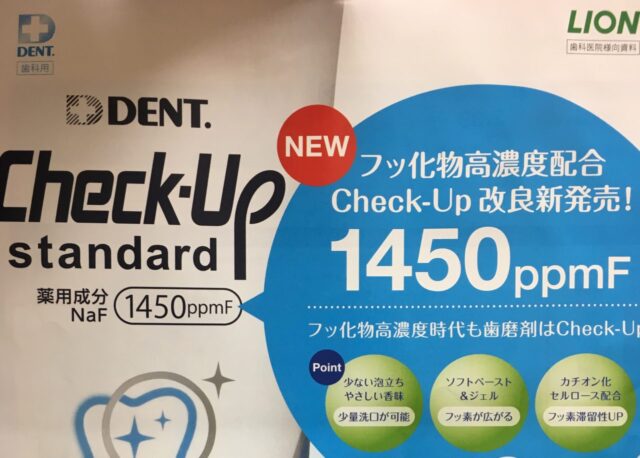 DENT.
歯科用
LION
歯科医院様向資料
DENT.
Check-Up
standard
薬用成分
NaF
1450ppmF
NEW
フッ化物高濃度配合
Check-Up 改良新発売!
1450ppmF
フッ化物高濃度時代も歯磨剤はCheck-Up
Point
少ない泡立ち
やさしい香味
少量洗口が可能
ソフトペースト
&ジェル
フッ素が広がる
カチオン化
セルロース配合
フッ素滞留性UP